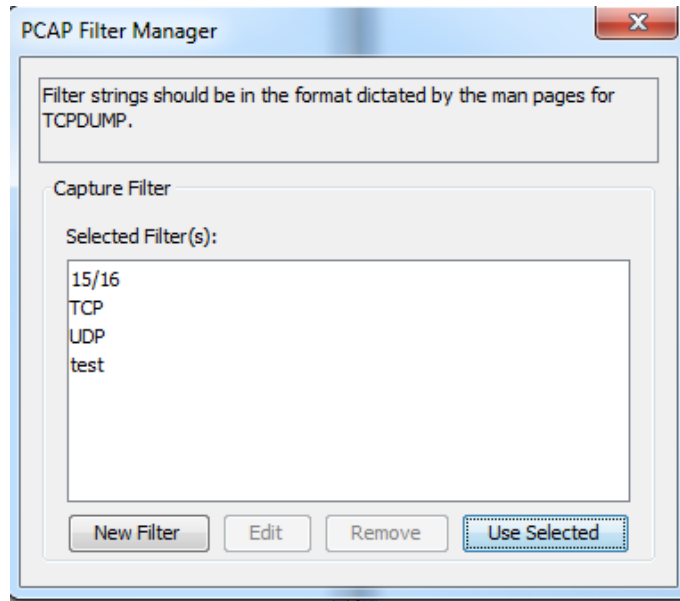 PCAP Filter Manager
Filter strings should be in the format dictated by the man pages for
TCPDUMP.
Capture Filter
Selected Filter(s):
15/16
TCP
UDP
test
New Filter Edit Remove Use Selected